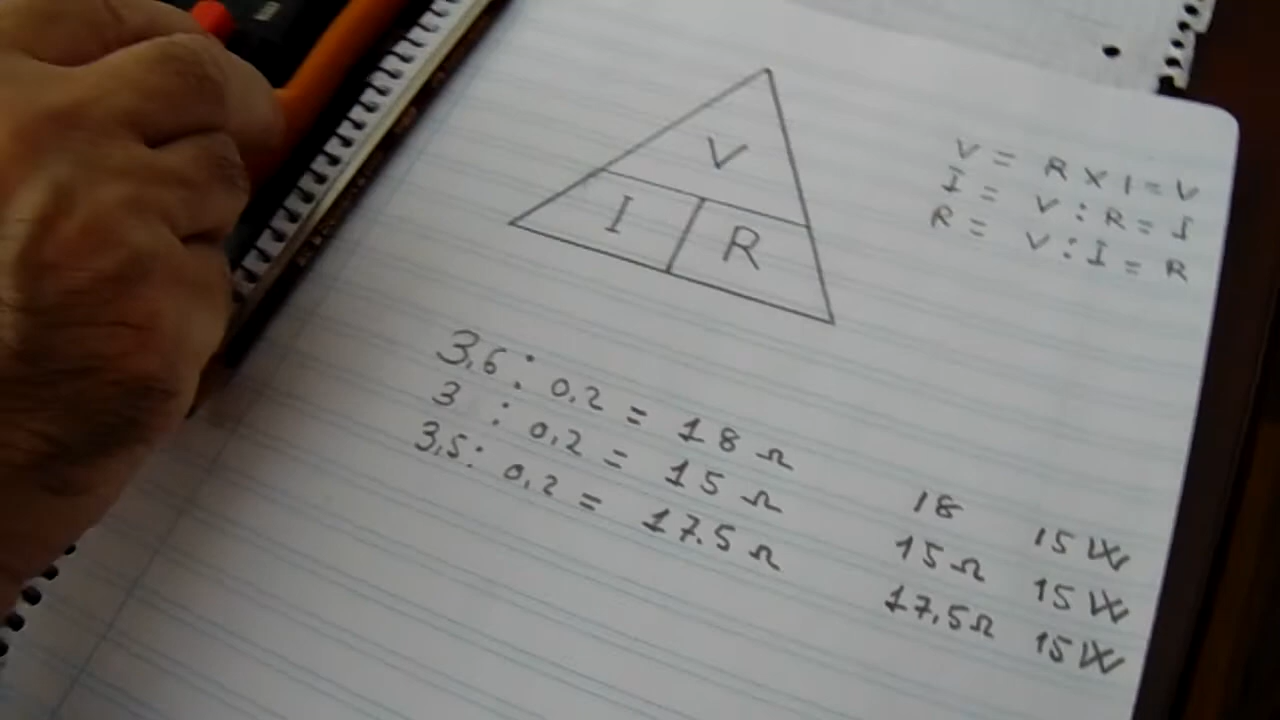 V
I R
V = R X I = V
I = V : R = I
R = V : I = R
3,6 : 0.2 = 18 Ω
3 : 0,2 = 15 Ω
3,5 : 0,2 = 17.5 Ω
18 15 W
15 Ω 15 W
17,5 Ω 15 W